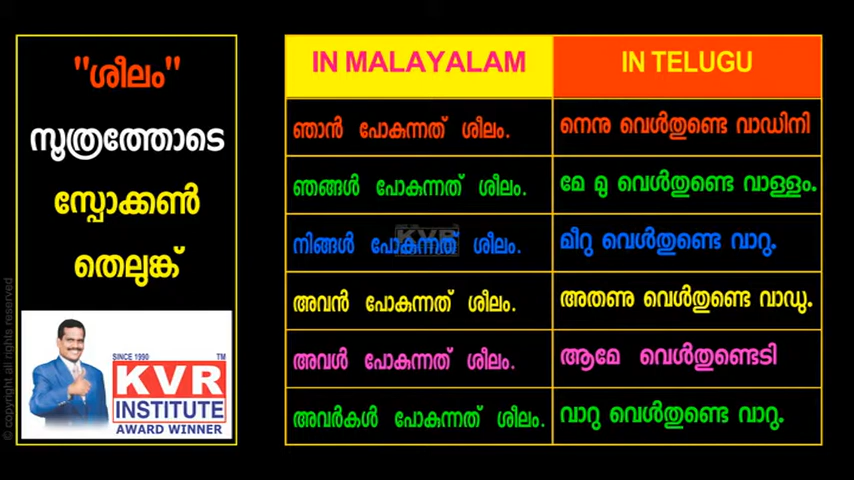 "ശീലം"
സൂത്രത്തോടെ
സ്പോക്കൺ
തെലുങ്ക്
SINCE 1990 TM
KVR
INSTITUTE
AWARD WINNER
© copyright all rights reserved
IN MALAYALAM IN TELUGU
ഞാൻ പോകുന്നത് ശീലം. നെനു വെൾതുണ്ടെ വാഡിനി
ഞങ്ങൾ പോകുന്നത് ശീലം. മേ മു വെൾതുണ്ടെ വാള്ളം.
നിങ്ങൾ പോകുന്നത് ശീലം. മീറു വെൾതുണ്ടെ വാറു.
KVR
അവൻ പോകുന്നത് ശീലം. അതണു വെൾതുണ്ടെ വാഡു.
അവൾ പോകുന്നത് ശീലം. ആമേ വെൾതുണ്ടെടി
അവർകൾ പോകുന്നത് ശീലം. വാറു വെൾതുണ്ടെ വാറു.